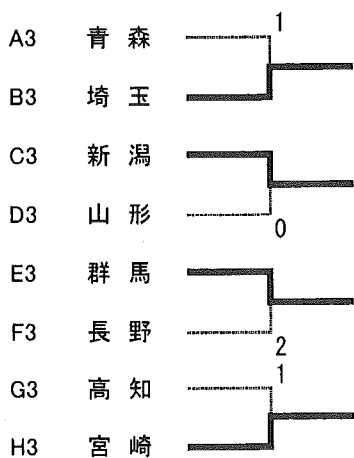 1
A3 青森
B3 埼玉
C3 新潟
D3 山形
0
E3 群馬
F3 長野
2
1
G3 高知
H3 宮崎